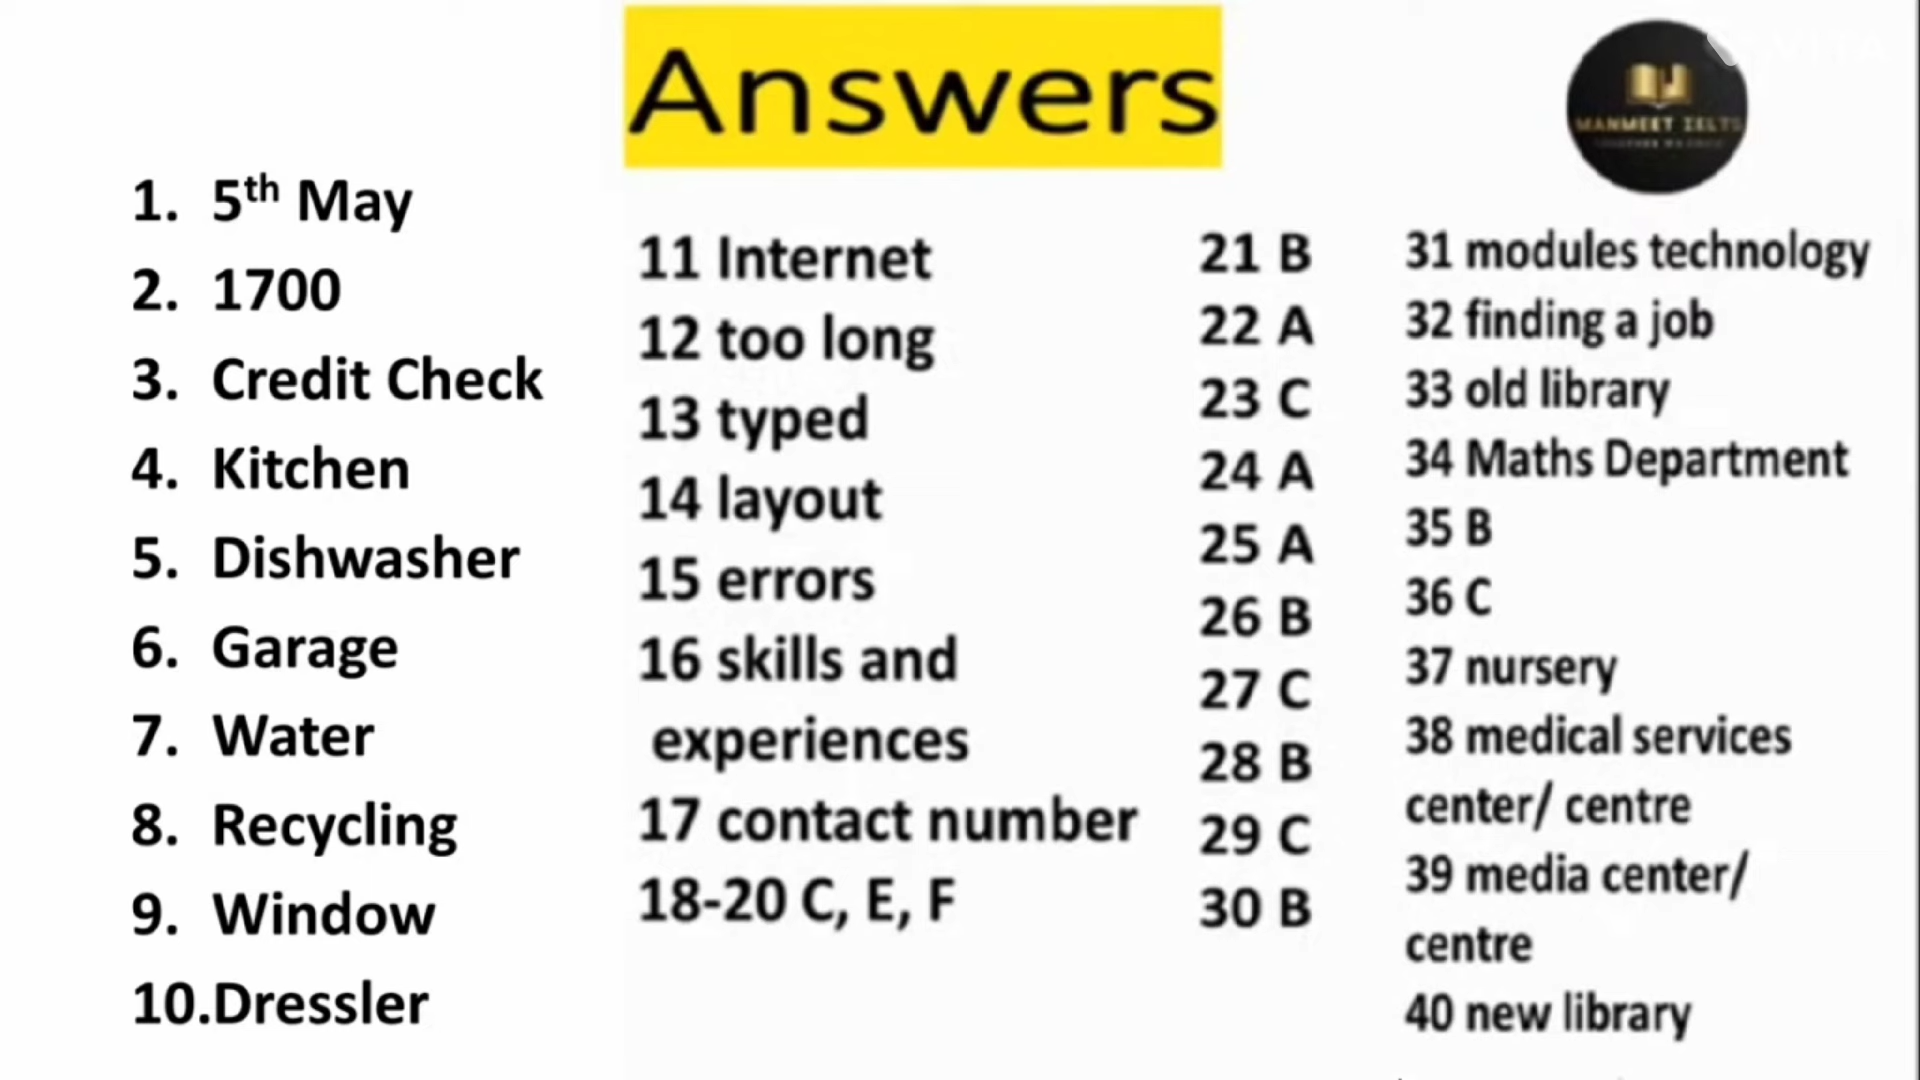 Answers
VITA
MANMEET IELTS
1. 5th May
2. 1700
3. Credit Check
4. Kitchen
5. Dishwasher
6. Garage
7. Water
8. Recycling
9. Window
10.Dressler
11 Internet
12 too long
13 typed
14 layout
15 errors
16 skills and
experiences
17 contact number
18-20 C, E, F
21 B
22 A
23 C
24 A
25 A
26 B
27 C
28 B
29 C
30 B
31 modules technology
32 finding a job
33 old library
34 Maths Department
35 B
36 C
37 nursery
38 medical services
center/ centre
39 media center/
centre
40 new library